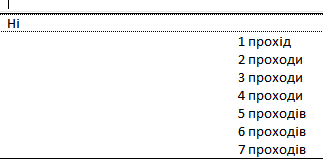 Ні
1 прохід
2 проходи
3 проходи
4 проходи
5 проходів
6 проходів
7 проходів